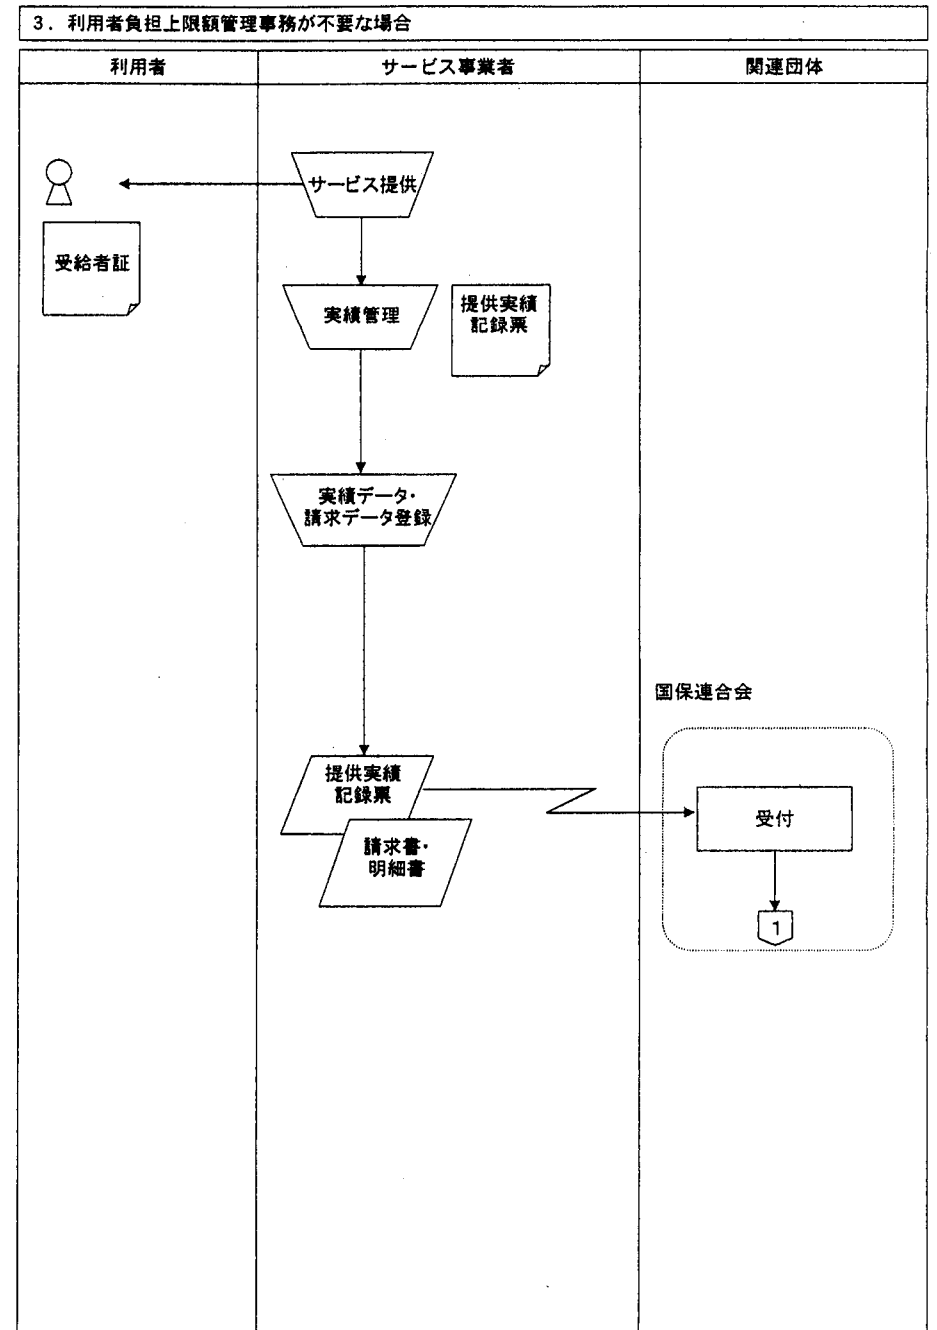 3．利用者負担上限額管理事務が不要な場合
利用者
サービス事業者
関連団体
サービス提供
受給者証
実績管理
提供実績
記録票
実績データ・
請求データ登録
国保連合会
提供実績
記録票
受付
請求書・
明細書
1